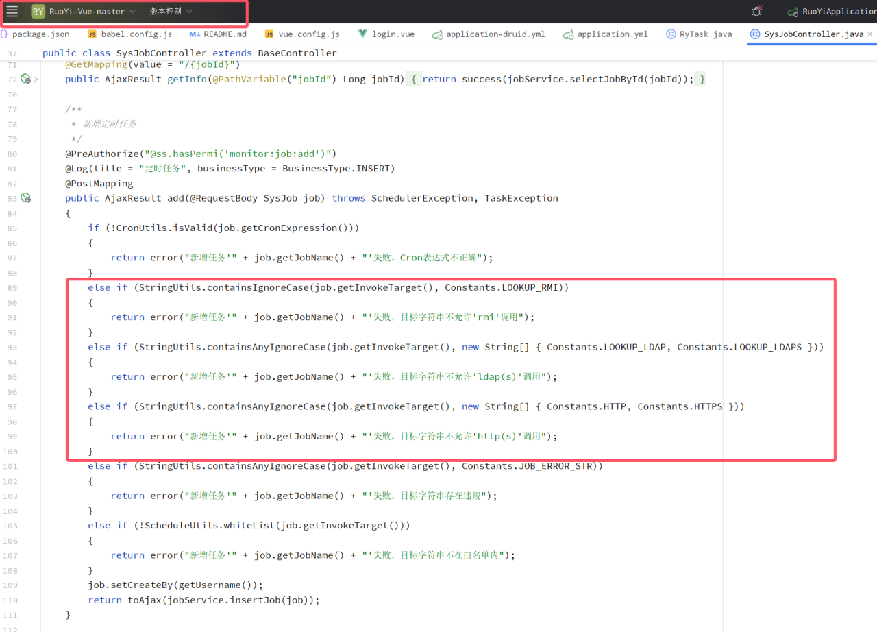 RY RuoYi-Vue-master 版本控制 RuoYiApplication
package.json babel.config.js README.md vue.config.js login.vue application-druid.yml application.yml RyTask.java SysJobController.java
37 public class SysJobController extends BaseController
71 @GetMapping(value = "/{jobId}")
72 public AjaxResult getInfo(@PathVariable("jobId") Long jobId) { return success(jobService.selectJobById(jobId)); }
76
77 /**
78 * 新增定时任务
79 */
80 @PreAuthorize("@ss.hasPermi('monitor:job:add')")
81 @Log(title = "定时任务", businessType = BusinessType.INSERT)
82 @PostMapping
83 public AjaxResult add(@RequestBody SysJob job) throws SchedulerException, TaskException
84 {
85 if (!CronUtils.isValid(job.getCronExpression()))
86 {
87 return error("新增任务'" + job.getJobName() + "'失败，Cron表达式不正确");
88 }
89 else if (StringUtils.containsIgnoreCase(job.getInvokeTarget(), Constants.LOOKUP_RMI))
90 {
91 return error("新增任务'" + job.getJobName() + "'失败，目标字符串不允许'rmi'调用");
92 }
93 else if (StringUtils.containsAnyIgnoreCase(job.getInvokeTarget(), new String[] { Constants.LOOKUP_LDAP, Constants.LOOKUP_LDAPS }))
94 {
95 return error("新增任务'" + job.getJobName() + "'失败，目标字符串不允许'ldap(s)'调用");
96 }
97 else if (StringUtils.containsAnyIgnoreCase(job.getInvokeTarget(), new String[] { Constants.HTTP, Constants.HTTPS }))
98 {
99 return error("新增任务'" + job.getJobName() + "'失败，目标字符串不允许'http(s)'调用");
100 }
101 else if (StringUtils.containsAnyIgnoreCase(job.getInvokeTarget(), Constants.JOB_ERROR_STR))
102 {
103 return error("新增任务'" + job.getJobName() + "'失败，目标字符串存在违规");
104 }
105 else if (!ScheduleUtils.whiteList(job.getInvokeTarget()))
106 {
107 return error("新增任务'" + job.getJobName() + "'失败，目标字符串不在白名单内");
108 }
109 job.setCreateBy(getUsername());
110 return toAjax(jobService.insertJob(job));
111 }
112